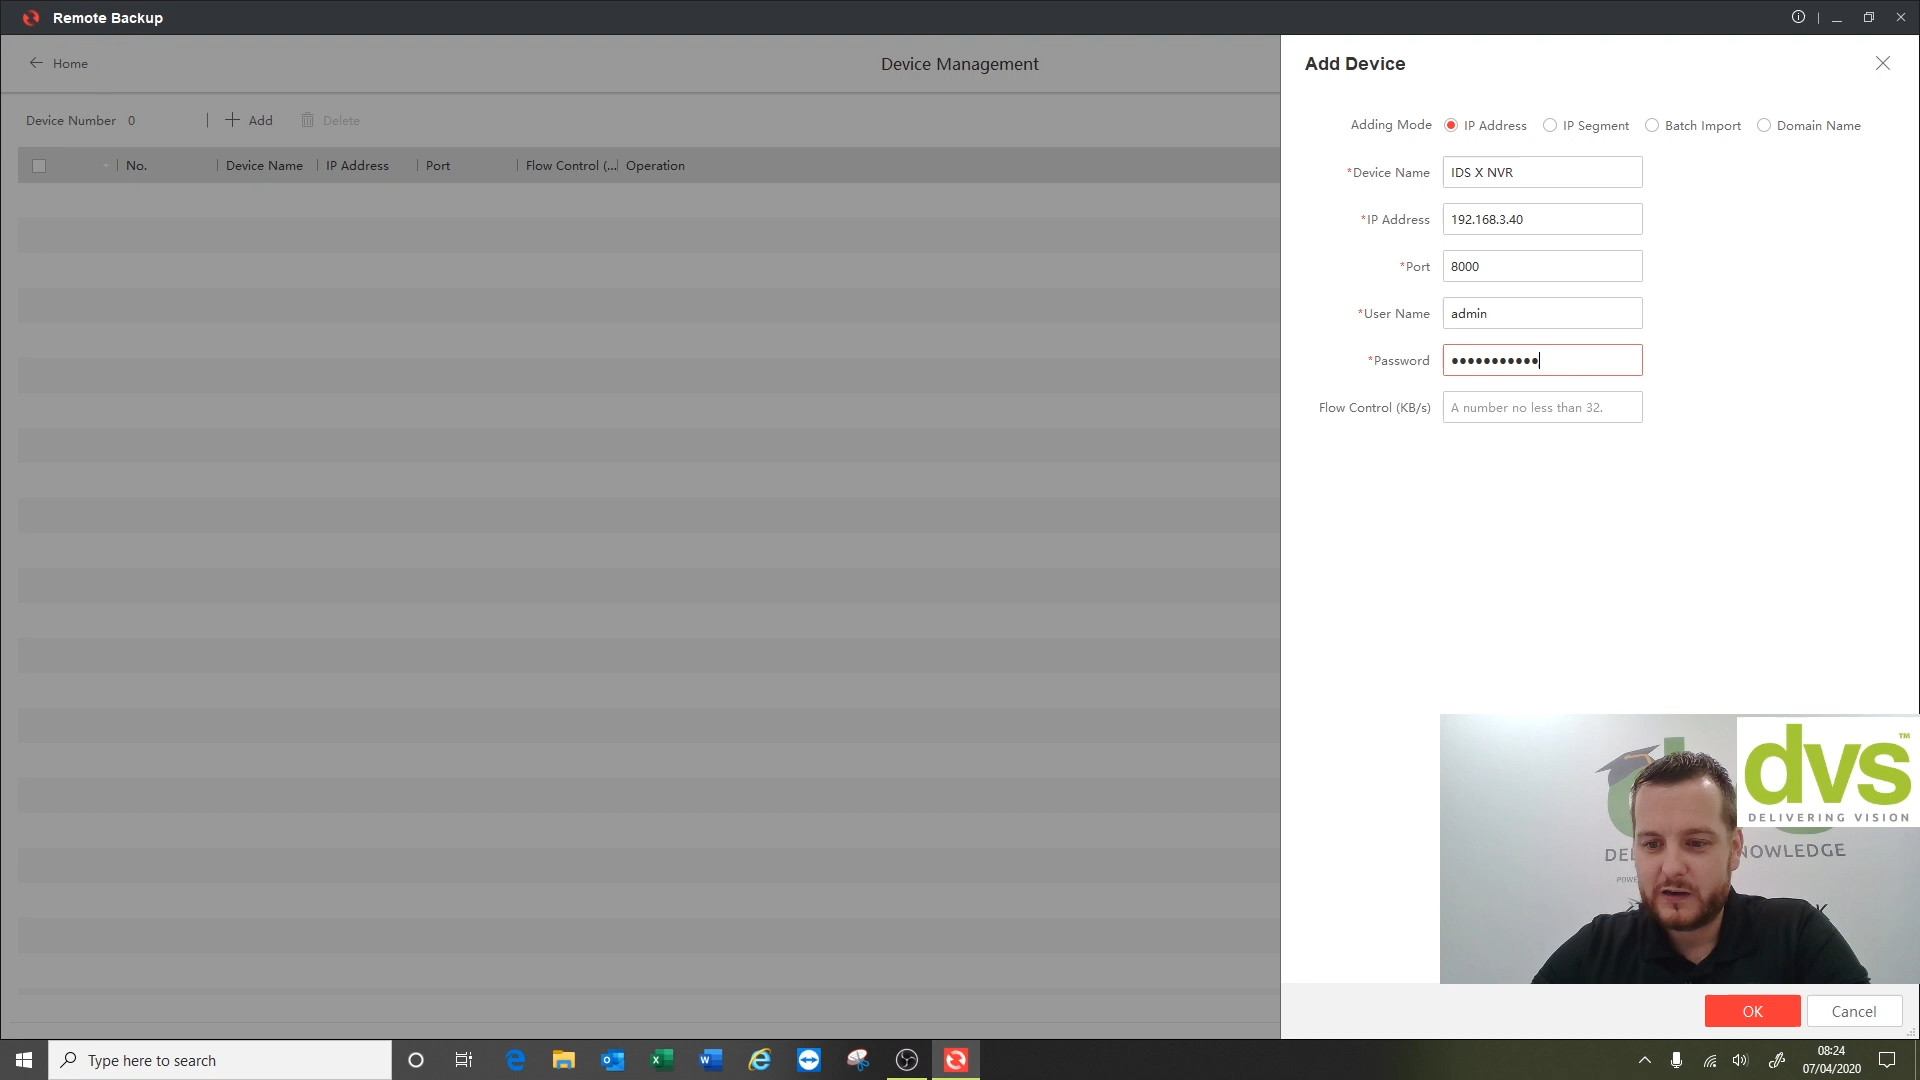 Remote Backup
Home
Device Management
Device Number 0
Add
Delete
No.
Device Name
IP Address
Port
Flow Control (...
Operation
Add Device
Adding Mode
IP Address
IP Segment
Batch Import
Domain Name
*Device Name
IDS X NVR
*IP Address
192.168.3.40
*Port
8000
*User Name
admin
*Password
●●●●●●●●●●●
Flow Control (KB/s)
A number no less than 32.
dvs™
DELIVERING VISION
OK
Cancel
Type here to search
08:24
07/04/2020